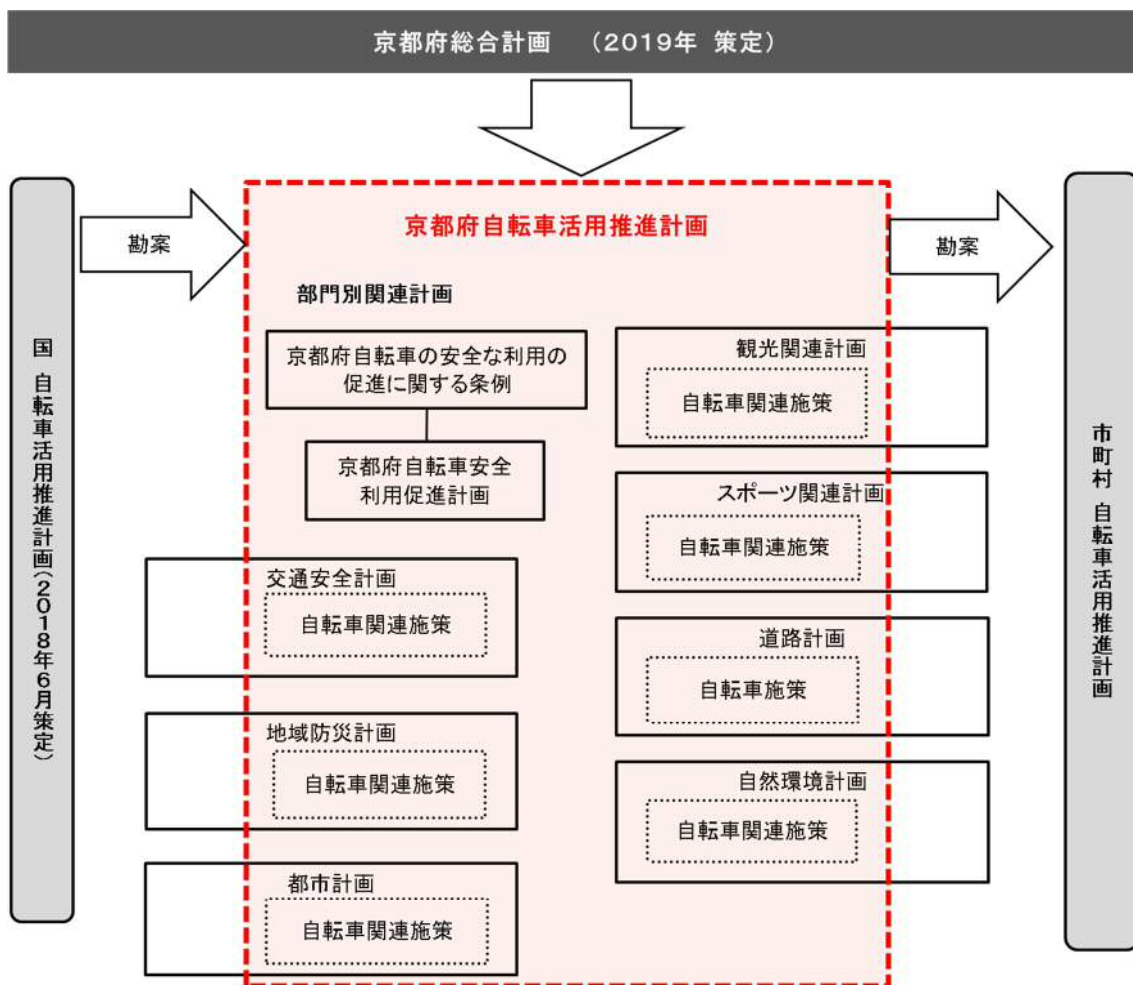 京都府総合計画 (2019年 策定)
勘案
京都府自転車活用推進計画
勘案
国 自転車活用推進計画(2018年6月策定)
部門別関連計画
京都府自転車の安全な利用の
促進に関する条例
京都府自転車安全
利用促進計画
交通安全計画
自転車関連施策
地域防災計画
自転車関連施策
都市計画
自転車関連施策
観光関連計画
自転車関連施策
スポーツ関連計画
自転車関連施策
道路計画
自転車施策
自然環境計画
自転車関連施策
市町村 自転車活用推進計画